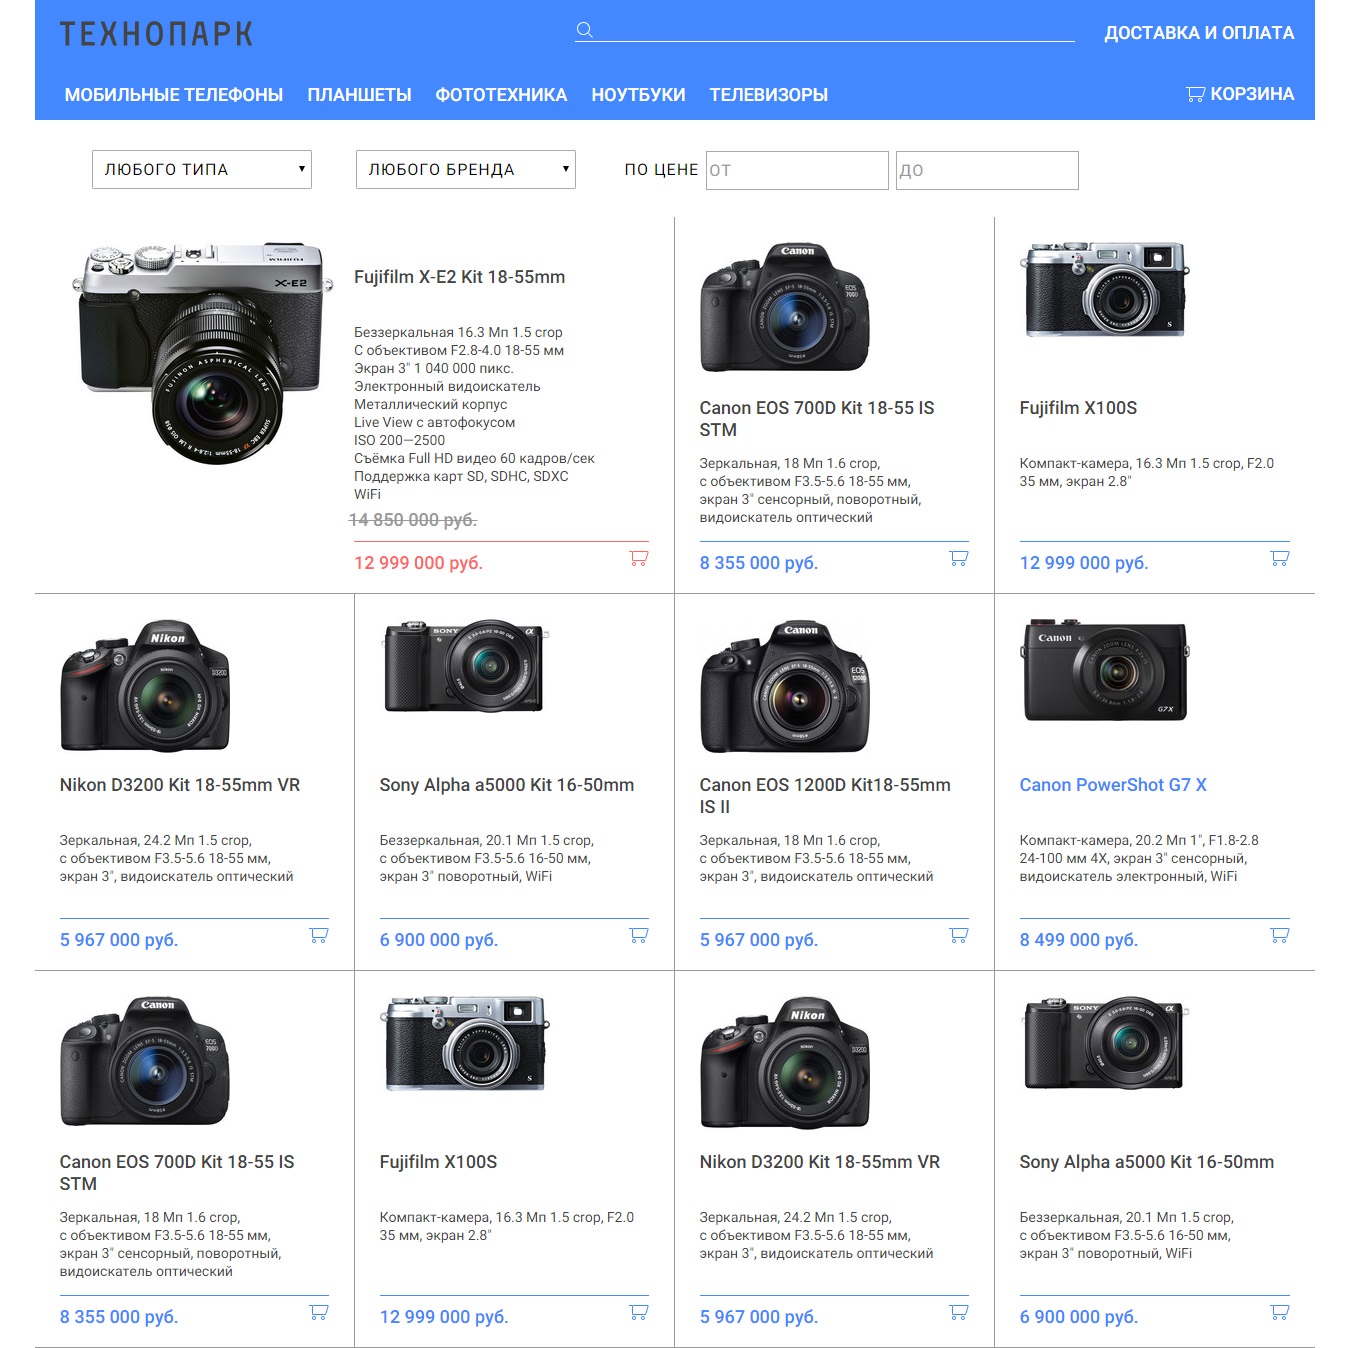 ТЕХНОПАРК
ДОСТАВКА И ОПЛАТА
МОБИЛЬНЫЕ ТЕЛЕФОНЫ ПЛАНШЕТЫ ФОТОТЕХНИКА НОУТБУКИ ТЕЛЕВИЗОРЫ
КОРЗИНА
ЛЮБОГО ТИПА
ЛЮБОГО БРЕНДА
ПО ЦЕНЕ ОТ ДО
Fujifilm X-E2 Kit 18-55mm
Беззеркальная 16.3 Мп 1.5 crop
С объективом F2.8-4.0 18-55 мм
Экран 3" 1 040 000 пикс.
Электронный видоискатель
Металлический корпус
Live View с автофокусом
ISO 200—2500
Съёмка Full HD видео 60 кадров/сек
Поддержка карт SD, SDHC, SDXC
WiFi
14 850 000 руб.
12 999 000 руб.
Canon EOS 700D Kit 18-55 IS
STM
Зеркальная, 18 Мп 1.6 crop,
с объективом F3.5-5.6 18-55 мм,
экран 3" сенсорный, поворотный,
видоискатель оптический
8 355 000 руб.
Fujifilm X100S
Компакт-камера, 16.3 Мп 1.5 crop, F2.0
35 мм, экран 2.8"
12 999 000 руб.
Nikon D3200 Kit 18-55mm VR
Зеркальная, 24.2 Мп 1.5 crop,
с объективом F3.5-5.6 18-55 мм,
экран 3", видоискатель оптический
5 967 000 руб.
Sony Alpha a5000 Kit 16-50mm
Беззеркальная, 20.1 Мп 1.5 crop,
с объективом F3.5-5.6 16-50 мм,
экран 3" поворотный, WiFi
6 900 000 руб.
Canon EOS 1200D Kit18-55mm
IS II
Зеркальная, 18 Мп 1.6 crop,
с объективом F3.5-5.6 18-55 мм,
экран 3", видоискатель оптический
5 967 000 руб.
Canon PowerShot G7 X
Компакт-камера, 20.2 Мп 1", F1.8-2.8
24-100 мм 4X, экран 3" сенсорный,
видоискатель электронный, WiFi
8 499 000 руб.
Canon EOS 700D Kit 18-55 IS
STM
Зеркальная, 18 Мп 1.6 crop,
с объективом F3.5-5.6 18-55 мм,
экран 3" сенсорный, поворотный,
видоискатель оптический
8 355 000 руб.
Fujifilm X100S
Компакт-камера, 16.3 Мп 1.5 crop, F2.0
35 мм, экран 2.8"
12 999 000 руб.
Nikon D3200 Kit 18-55mm VR
Зеркальная, 24.2 Мп 1.5 crop,
с объективом F3.5-5.6 18-55 мм,
экран 3", видоискатель оптический
5 967 000 руб.
Sony Alpha a5000 Kit 16-50mm
Беззеркальная, 20.1 Мп 1.5 crop,
с объективом F3.5-5.6 16-50 мм,
экран 3" поворотный, WiFi
6 900 000 руб.